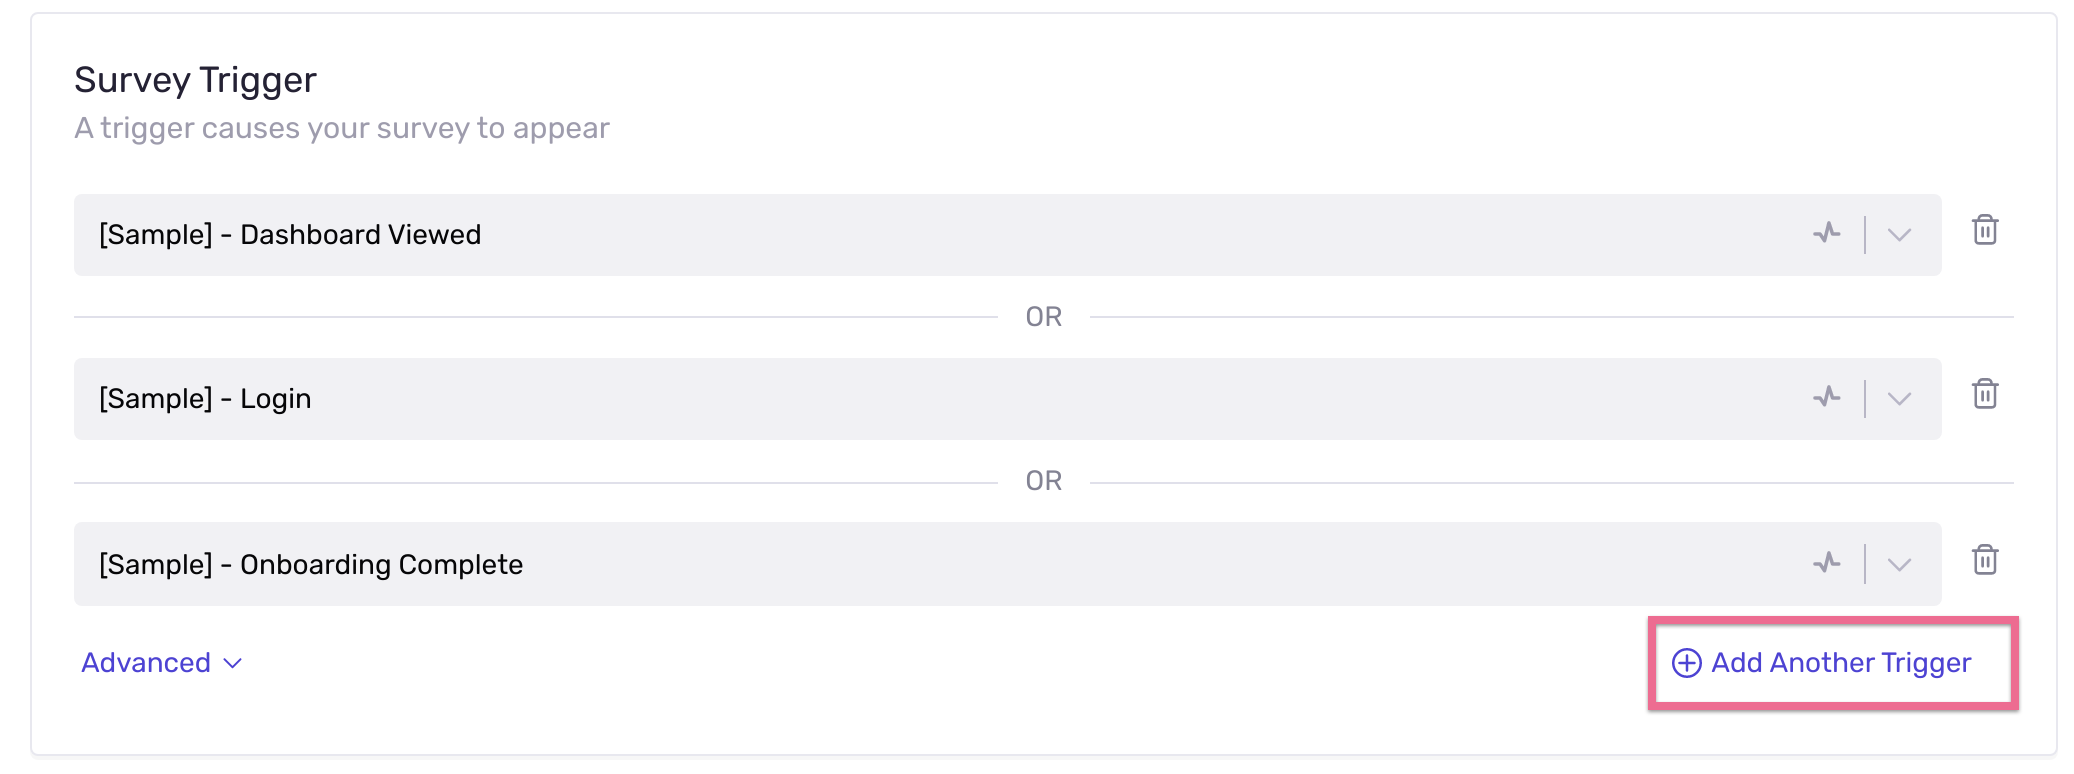 Survey Trigger
A trigger causes your survey to appear
[Sample] - Dashboard Viewed
OR
[Sample] - Login
OR
[Sample] - Onboarding Complete
Advanced
Add Another Trigger